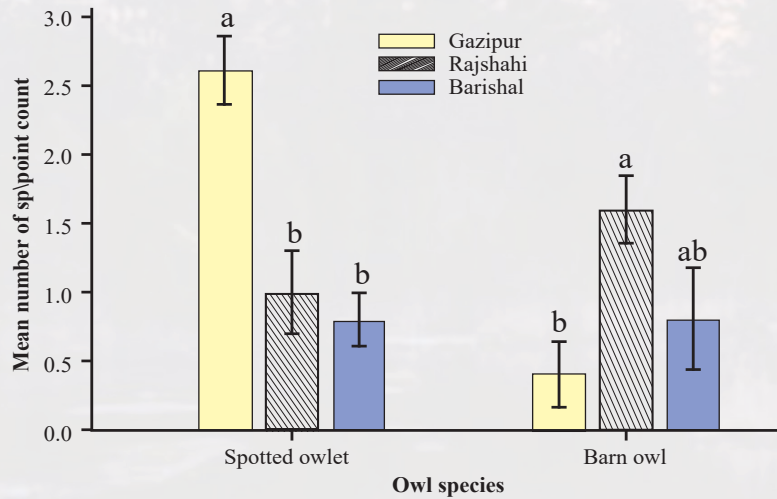 Mean number of sp\point count
3.0
2.5
2.0
1.5
1.0
0.5
0.0
Gazipur
Rajshahi
Barishal
a
b
b
b
a
ab
Spotted owlet
Barn owl
Owl species